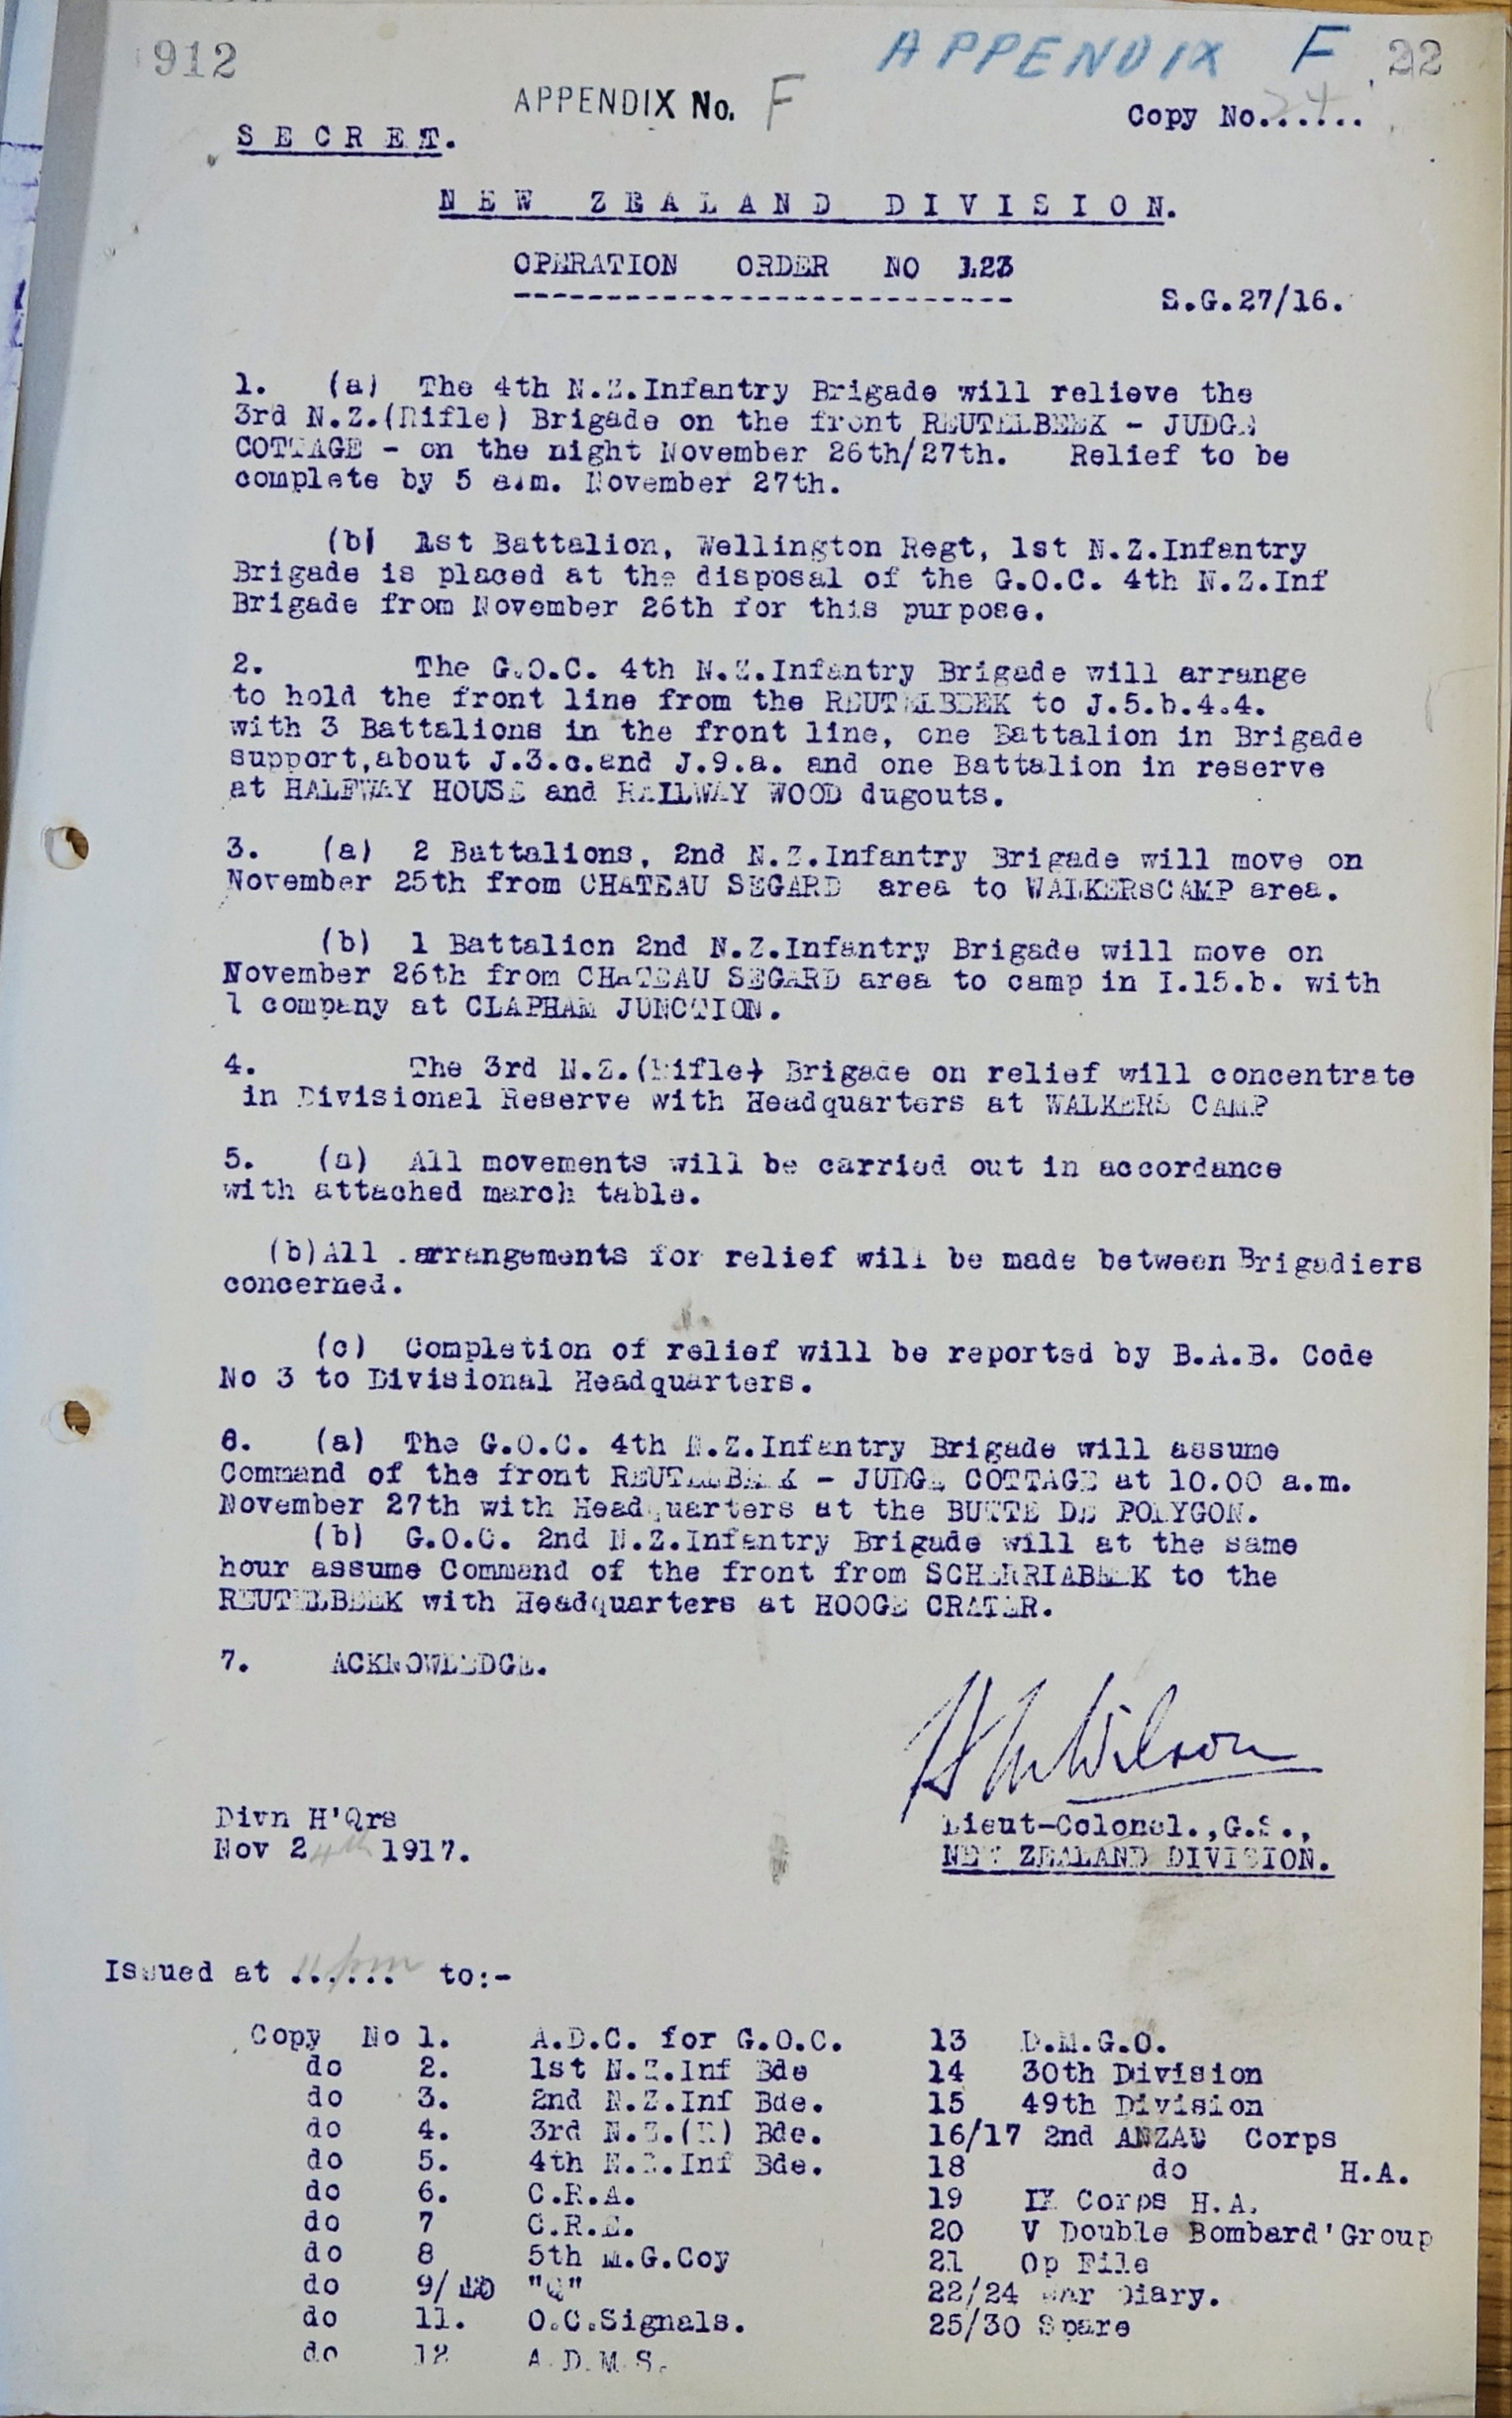 912
APPENDIX F 22
APPENDIX No. F
Copy No. 24......
SECRET.
NEW ZEALAND DIVISION.
OPERATION ORDER NO 123
S.G.27/16.
1. (a) The 4th N.Z.Infantry Brigade will relieve the
3rd N.Z.(Rifle) Brigade on the front REUTELBEEK - JUDGE
COTTAGE - on the night November 26th/27th. Relief to be
complete by 5 a.m. November 27th.
(b) 1st Battalion, Wellington Regt, 1st N.Z.Infantry
Brigade is placed at the disposal of the G.O.C. 4th N.Z.Inf
Brigade from November 26th for this purpose.
2. The G.O.C. 4th N.Z.Infantry Brigade will arrange
to hold the front line from the REUTELBEEK to J.5.b.4.4.
with 3 Battalions in the front line, one Battalion in Brigade
support,about J.3.c.and J.9.a. and one Battalion in reserve
at HALFWAY HOUSE and RAILWAY WOOD dugouts.
3. (a) 2 Battalions, 2nd N.Z.Infantry Brigade will move on
November 25th from CHATEAU SEGARD area to WALKERSCAMP area.
(b) 1 Battalion 2nd N.Z.Infantry Brigade will move on
November 26th from CHATEAU SEGARD area to camp in I.15.b. with
1 company at CLAPHAM JUNCTION.
4. The 3rd N.Z.(Rifle) Brigade on relief will concentrate
in Divisional Reserve with Headquarters at WALKERS CAMP
5. (a) All movements will be carried out in accordance
with attached march table.
(b)All .arrangements for relief will be made between Brigadiers
concerned.
(c) Completion of relief will be reported by B.A.B. Code
No 3 to Divisional Headquarters.
6. (a) The G.O.C. 4th N.Z.Infantry Brigade will assume
Command of the front REUTELBEEK - JUDGE COTTAGE at 10.00 a.m.
November 27th with Headquarters at the BUTTE DE POLYGON.
(b) G.O.C. 2nd N.Z.Infantry Brigade will at the same
hour assume Command of the front from SCHERRIABEEK to the
REUTELBEEK with Headquarters at HOOGE CRATER.
7. ACKNOWLEDGE.
H M Wilson
Lieut-Colonel.,G.S.,
Divn H'Qrs
Nov 24th 1917.
NEW ZEALAND DIVISION.
Issued at 11 pm...... to:-
Copy No 1. A.D.C. for G.O.C. 13 D.M.G.O.
do 2. 1st N.Z.Inf Bde 14 30th Division
do 3. 2nd N.Z.Inf Bde. 15 49th Division
do 4. 3rd N.Z.(R) Bde. 16/17 2nd ANZAC Corps
do 5. 4th N.Z.Inf Bde. 18 do H.A.
do 6. C.R.A. 19 IX Corps H.A.
do 7 C.R.E. 20 V Double Bombard'Group
do 8 5th M.G.Coy 21 Op File
do 9/10 "Q" 22/24 War Diary.
do 11. O.C.Signals. 25/30 Spare
do 12 A.D.M.S.